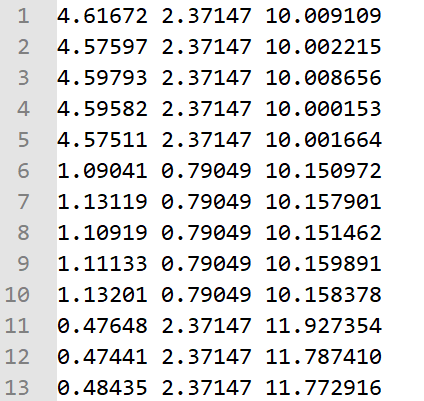 1 4.61672 2.37147 10.009109
2 4.57597 2.37147 10.002215
3 4.59793 2.37147 10.008656
4 4.59582 2.37147 10.000153
5 4.57511 2.37147 10.001664
6 1.09041 0.79049 10.150972
7 1.13119 0.79049 10.157901
8 1.10919 0.79049 10.151462
9 1.11133 0.79049 10.159891
10 1.13201 0.79049 10.158378
11 0.47648 2.37147 11.927354
12 0.47441 2.37147 11.787410
13 0.48435 2.37147 11.772916